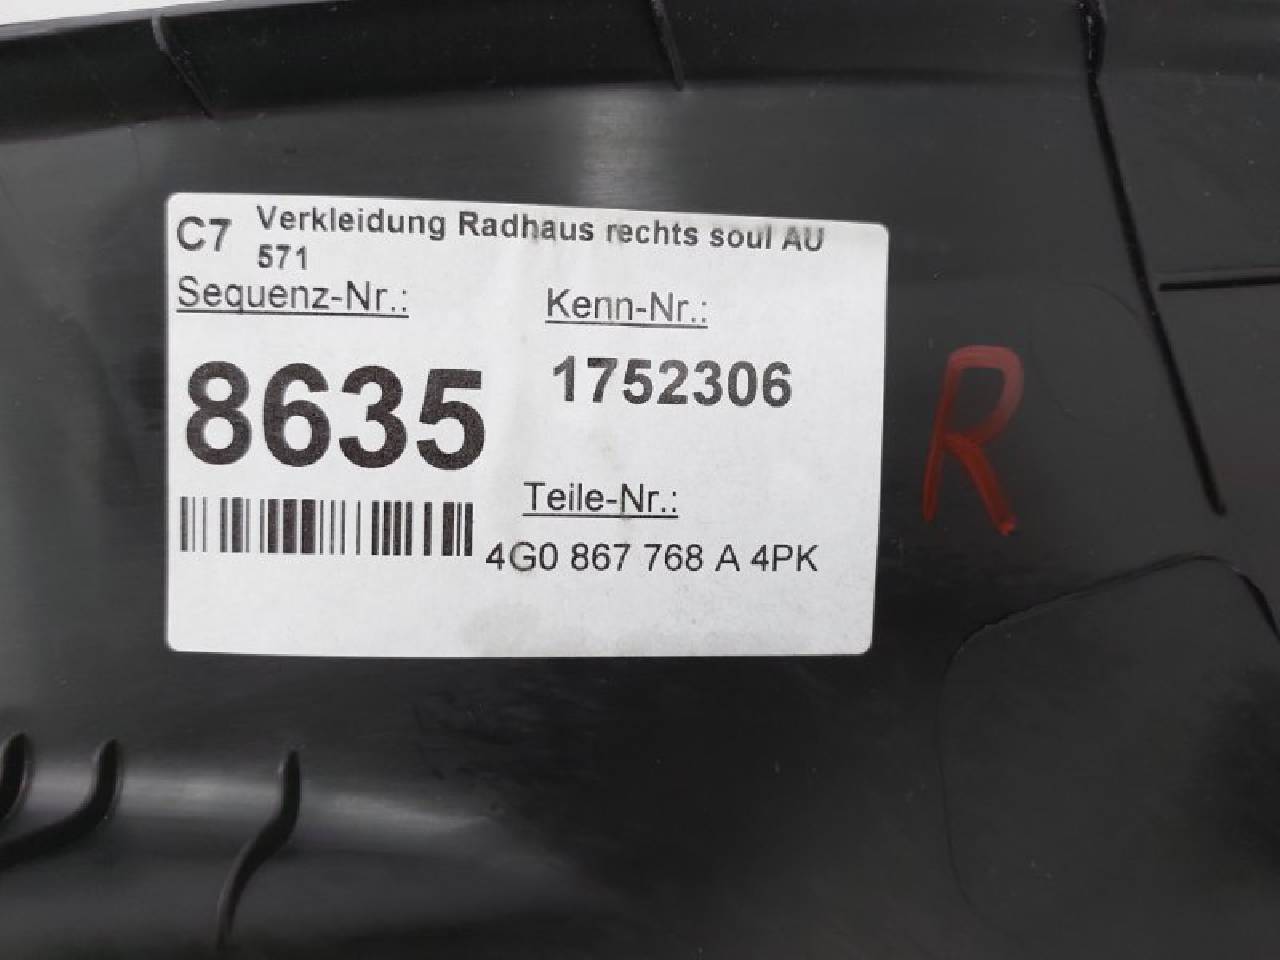 C7 Verkleidung Radhaus rechts soul AU
571
Sequenz-Nr.: Kenn-Nr.:
8635 1752306
Teile-Nr.:
4G0 867 768 A 4PK
R